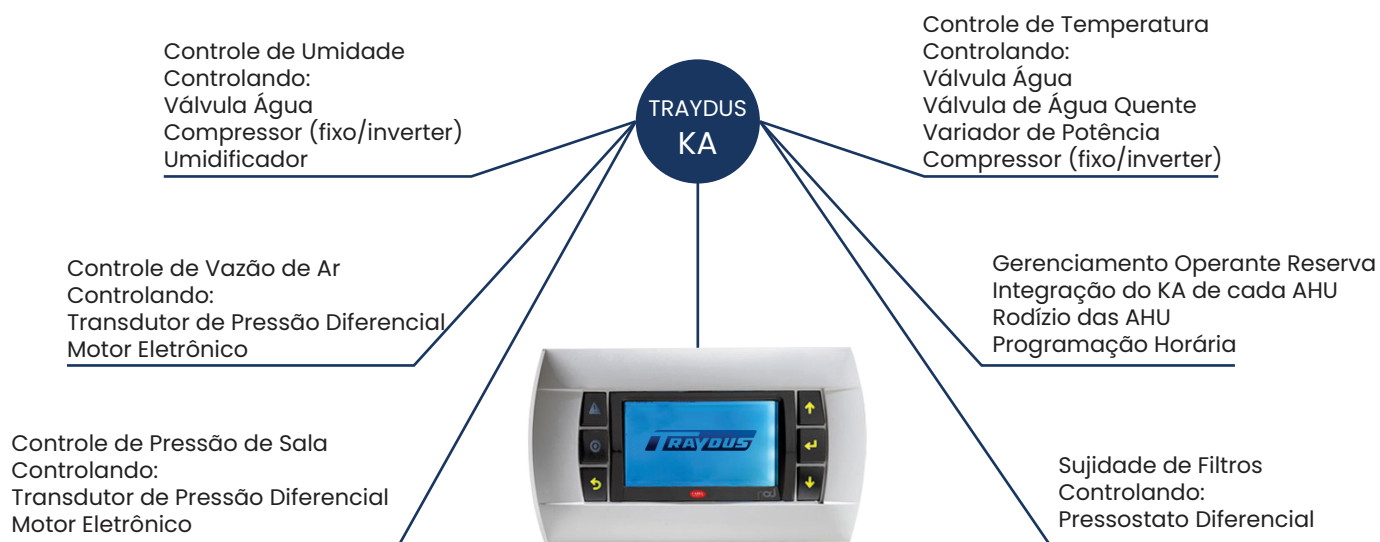 Controle de Umidade
Controlando:
Válvula Água
Compressor (fixo/inverter)
Umidificador
TRAYDUS
KA
Controle de Temperatura
Controlando:
Válvula Água
Válvula de Água Quente
Variador de Potência
Compressor (fixo/inverter)
Controle de Vazão de Ar
Controlando:
Transdutor de Pressão Diferencial
Motor Eletrônico
Gerenciamento Operante Reserva
Integração do KA de cada AHU
Rodízio das AHU
Programação Horária
Controle de Pressão de Sala
Controlando:
Transdutor de Pressão Diferencial
Motor Eletrônico
TRAYDUS
Sujidade de Filtros
Controlando:
Pressostato Diferencial